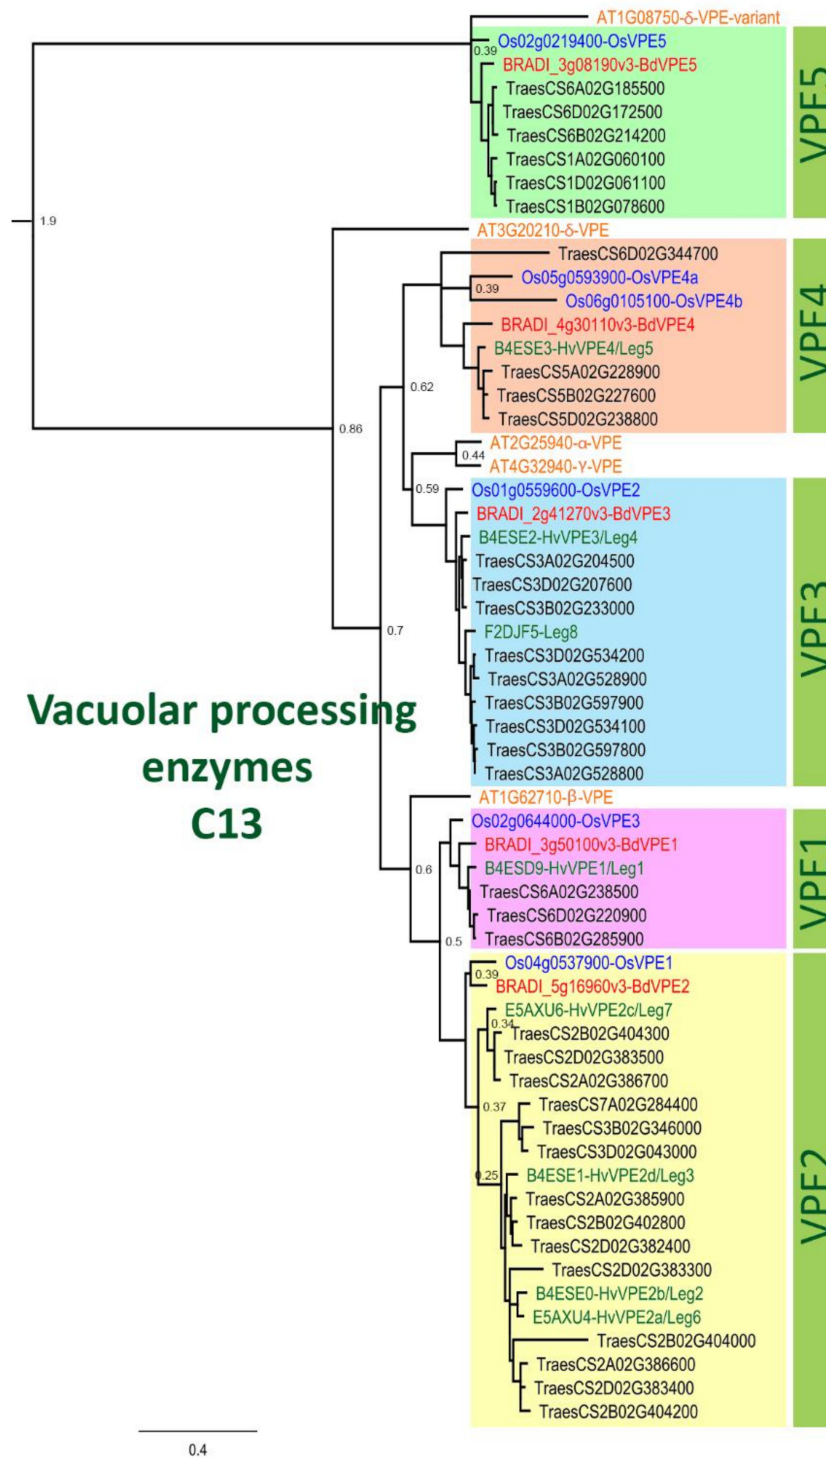 AT1G08750-δ-VPE-variant
Os02g0219400-OsVPE5
0.39
BRADI_3g08190v3-BdVPE5
TraesCS6A02G185500
TraesCS6D02G172500
TraesCS6B02G214200
TraesCS1A02G060100
TraesCS1D02G061100
TraesCS1B02G078600
VPE5
1.9
AT3G20210-δ-VPE
TraesCS6D02G344700
Os05g0593900-OsVPE4a
0.39
Os06g0105100-OsVPE4b
BRADI_4g30110v3-BdVPE4
B4ESE3-HvVPE4/Leg5
TraesCS5A02G228900
TraesCS5B02G227600
TraesCS5D02G238800
VPE4
0.62
0.86
AT2G25940-α-VPE
0.44
AT4G32940-γ-VPE
0.59
Os01g0559600-OsVPE2
BRADI_2g41270v3-BdVPE3
B4ESE2-HvVPE3/Leg4
TraesCS3A02G204500
TraesCS3D02G207600
TraesCS3B02G233000
F2DJF5-Leg8
TraesCS3D02G534200
TraesCS3A02G528900
TraesCS3B02G597900
TraesCS3D02G534100
TraesCS3B02G597800
TraesCS3A02G528800
VPE3
0.7
Vacuolar processing
enzymes
C13
AT1G62710-β-VPE
Os02g0644000-OsVPE3
BRADI_3g50100v3-BdVPE1
B4ESD9-HvVPE1/Leg1
TraesCS6A02G238500
TraesCS6D02G220900
TraesCS6B02G285900
VPE1
0.6
0.5
Os04g0537900-OsVPE1
0.39
BRADI_5g16960v3-BdVPE2
E5AXU6-HvVPE2c/Leg7
0.34
TraesCS2B02G404300
TraesCS2D02G383500
TraesCS2A02G386700
0.37
TraesCS7A02G284400
TraesCS3B02G346000
TraesCS3D02G043000
0.25
B4ESE1-HvVPE2d/Leg3
TraesCS2A02G385900
TraesCS2B02G402800
TraesCS2D02G382400
TraesCS2D02G383300
B4ESE0-HvVPE2b/Leg2
E5AXU4-HvVPE2a/Leg6
TraesCS2B02G404000
TraesCS2A02G386600
TraesCS2D02G383400
TraesCS2B02G404200
VPE2
0.4